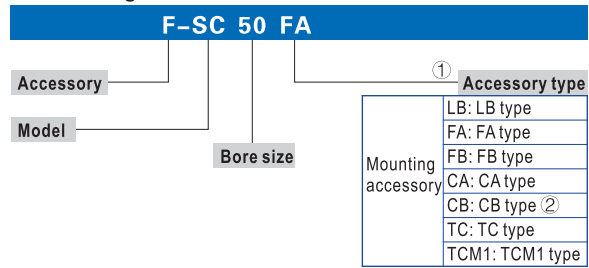 F-SC 50 FA
①
Accessory
Accessory type
Model
Bore size
Mounting accessory
LB: LB type
FA: FA type
FB: FB type
CA: CA type
CB: CB type ②
TC: TC type
TCM1: TCM1 type